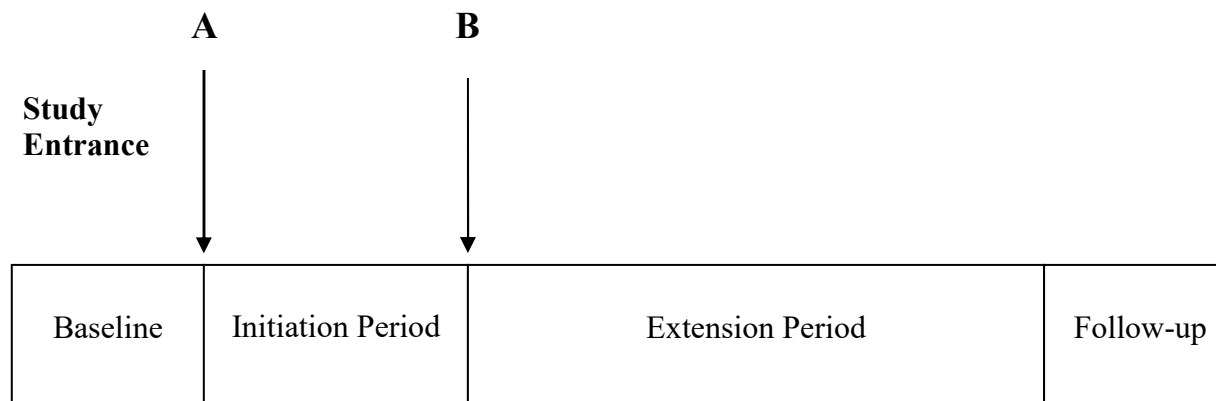 A B
Study
Entrance
Baseline Initiation Period Extension Period Follow-up